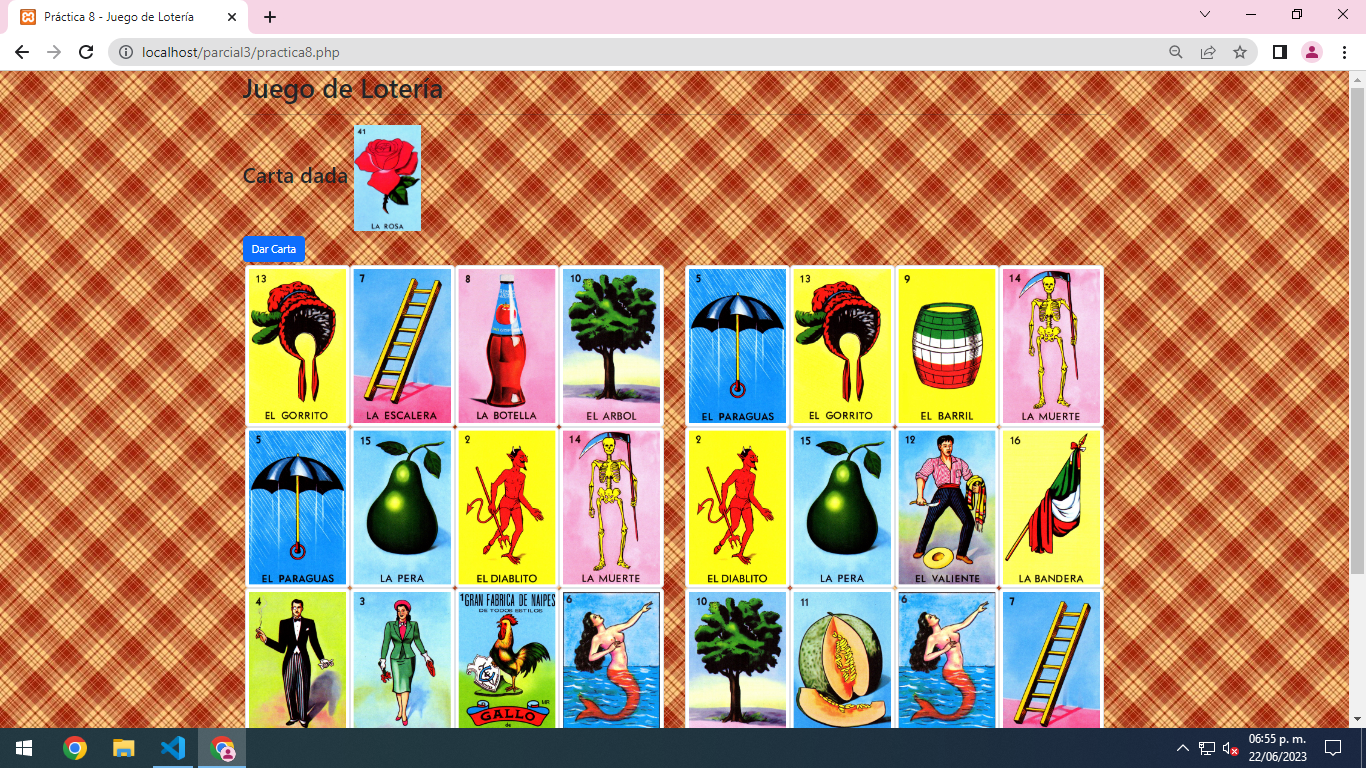 Práctica 8 - Juego de Lotería
localhost/parcial3/practica8.php
Juego de Lotería
Carta dada
41
LA ROSA
Dar Carta
13 7 8 10 5 13 9 14
EL GORRITO LA ESCALERA LA BOTELLA EL ARBOL EL PARAGUAS EL GORRITO EL BARRIL LA MUERTE
5 15 2 14 2 15 12 16
EL PARAGUAS LA PERA EL DIABLITO LA MUERTE EL DIABLITO LA PERA EL VALIENTE LA BANDERA
4 3 1 GRAN FABRICA DE NAIPES 6 10 11 6 7
DE TODOS ESTILOS
GALLO
de
06:55 p. m.
22/06/2023